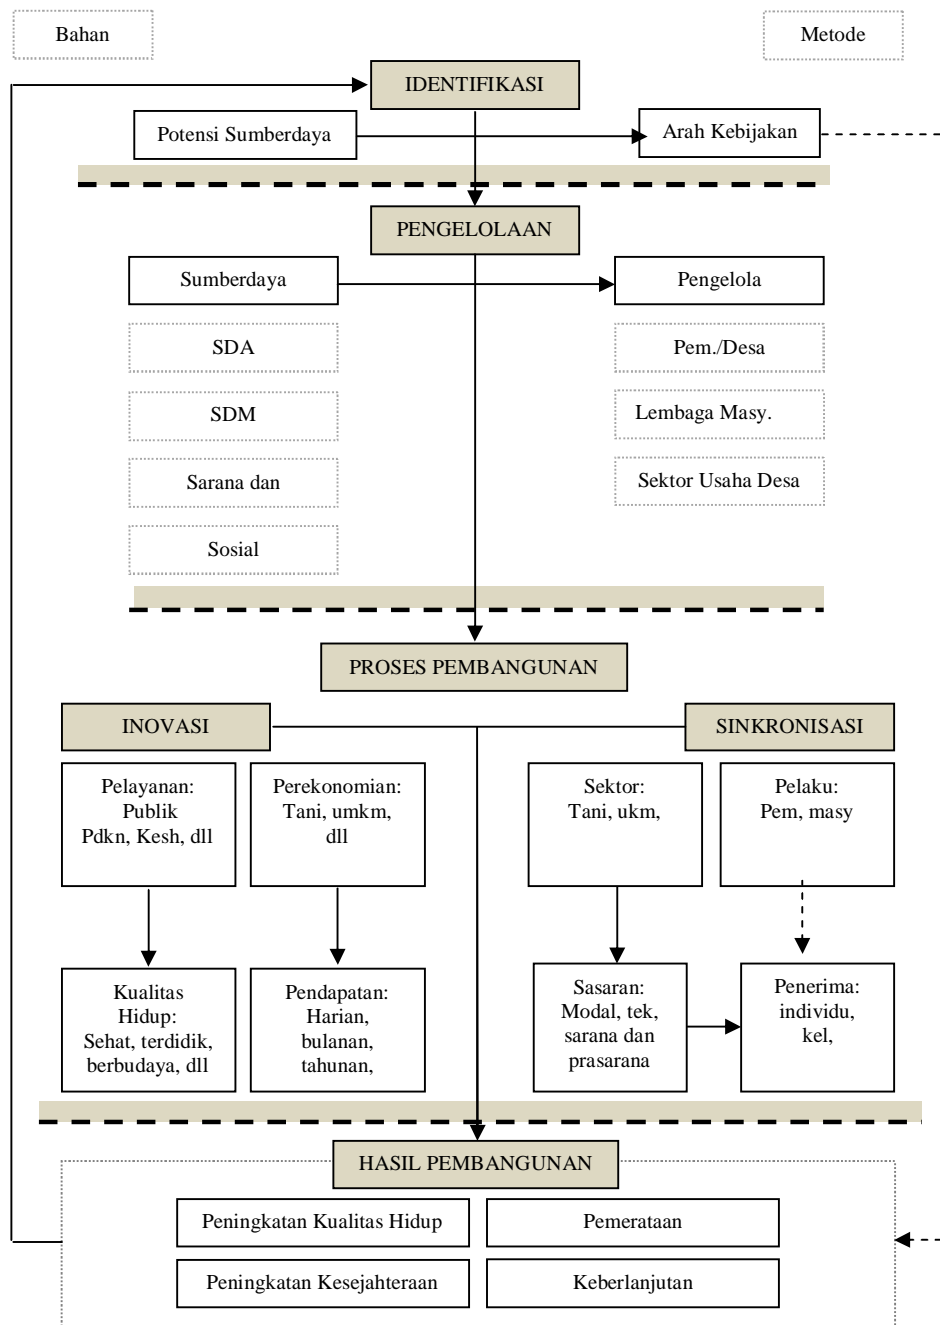 Bahan
Metode
IDENTIFIKASI
Potensi Sumberdaya
Arah Kebijakan
PENGELOLAAN
Sumberdaya
Pengelola
SDA
Pem./Desa
SDM
Lembaga Masy.
Sarana dan
Sektor Usaha Desa
Sosial
PROSES PEMBANGUNAN
INOVASI
SINKRONISASI
Pelayanan:
Publik
Pdkn, Kesh, dll
Perekonomian:
Tani, umkm,
dll
Sektor:
Tani, ukm,
Pelaku:
Pem, masy
Kualitas
Hidup:
Sehat, terdidik,
berbudaya, dll
Pendapatan:
Harian,
bulanan,
tahunan,
Sasaran:
Modal, tek,
sarana dan
prasarana
Penerima:
individu,
kel,
HASIL PEMBANGUNAN
Peningkatan Kualitas Hidup
Pemerataan
Peningkatan Kesejahteraan
Keberlanjutan